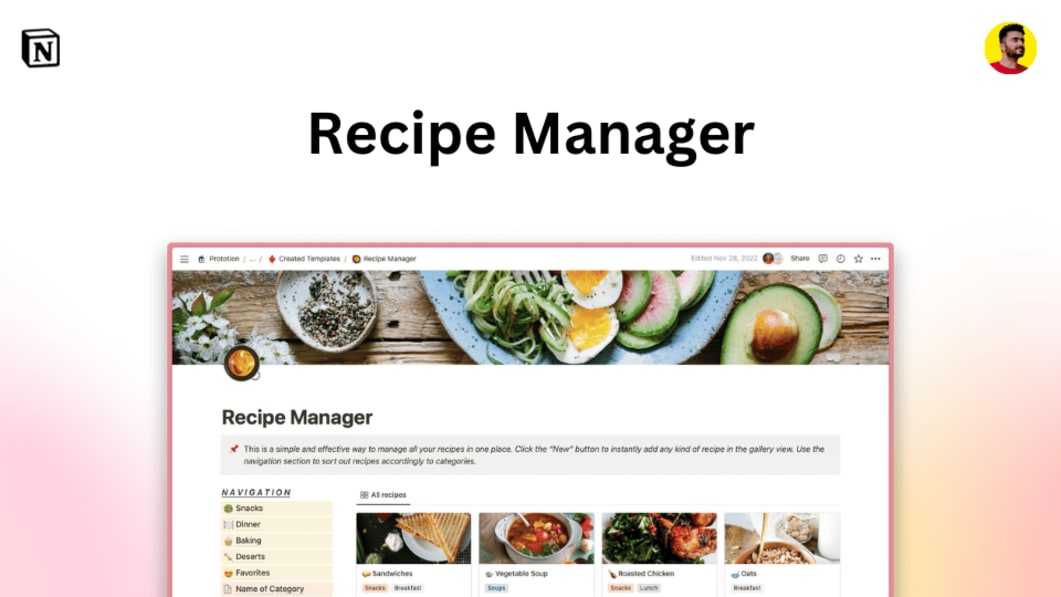 N
Recipe Manager
Prototion / ... / Created Templates / Recipe Manager
Edited Nov 28, 2022 Share
Recipe Manager
This is a simple and effective way to manage all your recipes in one place. Click the "New" button to instantly add any kind of recipe in the gallery view. Use the
navigation section to sort out recipes accordingly to categories.
NAVIGATION
Snacks
Dinner
Baking
Deserts
Favorites
Name of Category
All recipes
Sandwiches
Snacks Breakfast
Vegetable Soup
Soups
Roasted Chicken
Snacks Lunch
Oats
Breakfast